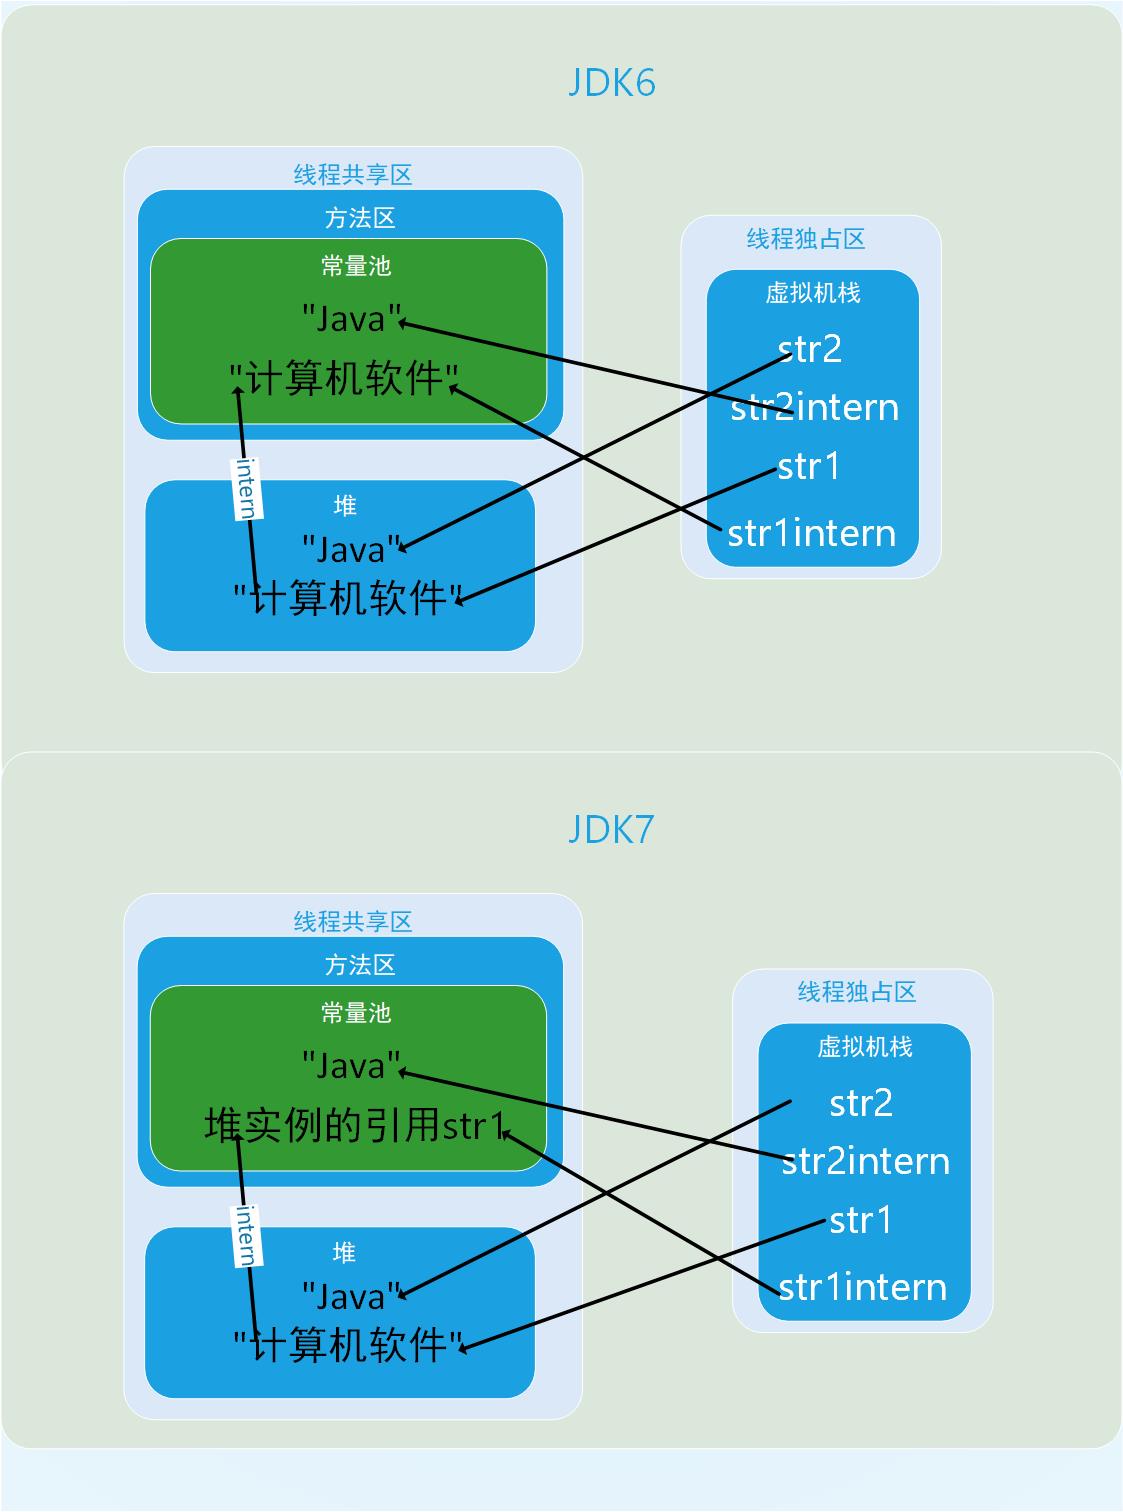 JDK6
线程共享区
方法区
常量池
"Java"
"计算机软件"
intern
堆
"Java"
"计算机软件"
线程独占区
虚拟机栈
str2
str2intern
str1
str1intern
JDK7
线程共享区
方法区
常量池
"Java"
堆实例的引用str1
intern
堆
"Java"
"计算机软件"
线程独占区
虚拟机栈
str2
str2intern
str1
str1intern